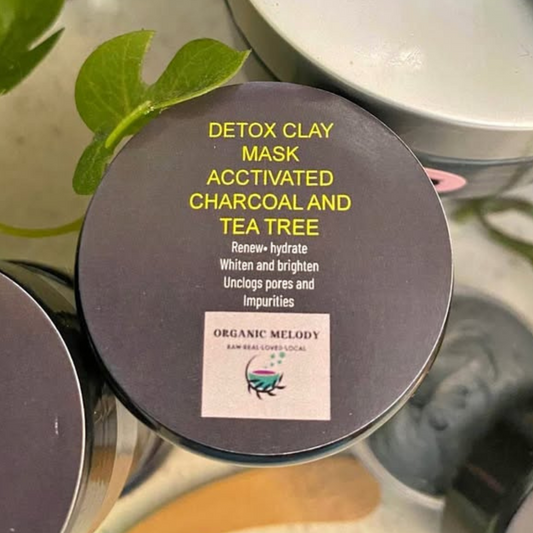 DETOX CLAY
MASK
ACCTIVATED
CHARCOAL AND
TEA TREE
Renew• hydrate
Whiten and brighten
Unclogs pores and
Impurities
ORGANIC MELODY
RAW•REAL•LOVED•LOCAL